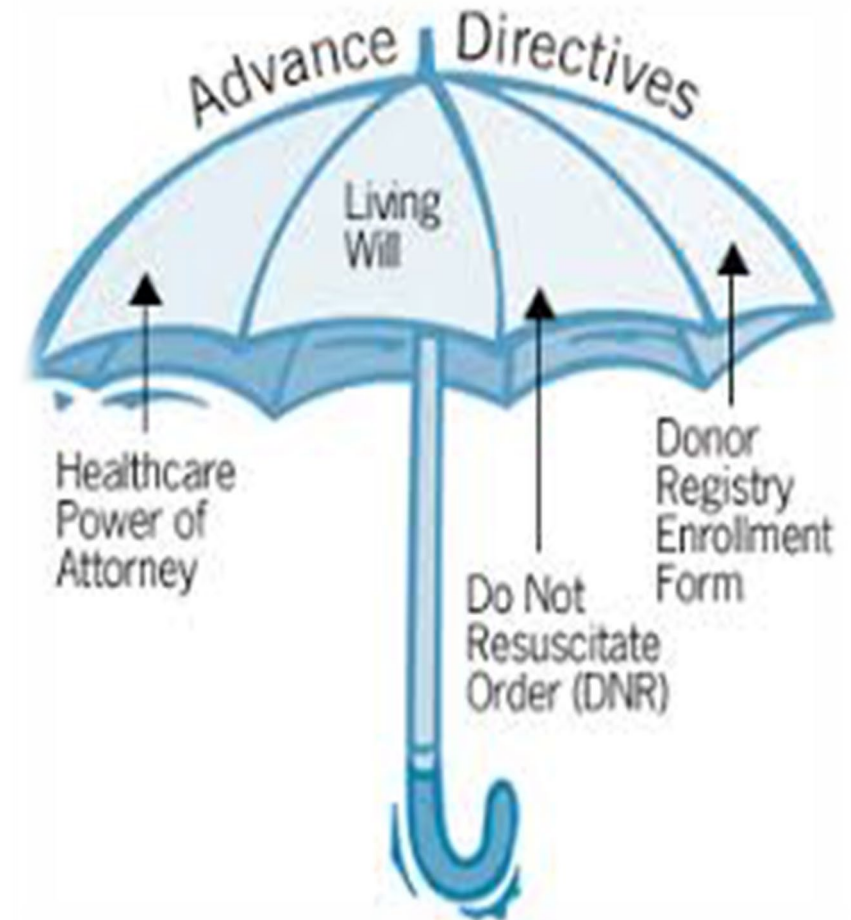 Advance Directives
Living
Will
Healthcare
Power of
Attorney
Do Not
Resuscitate
Order (DNR)
Donor
Registry
Enrollment
Form